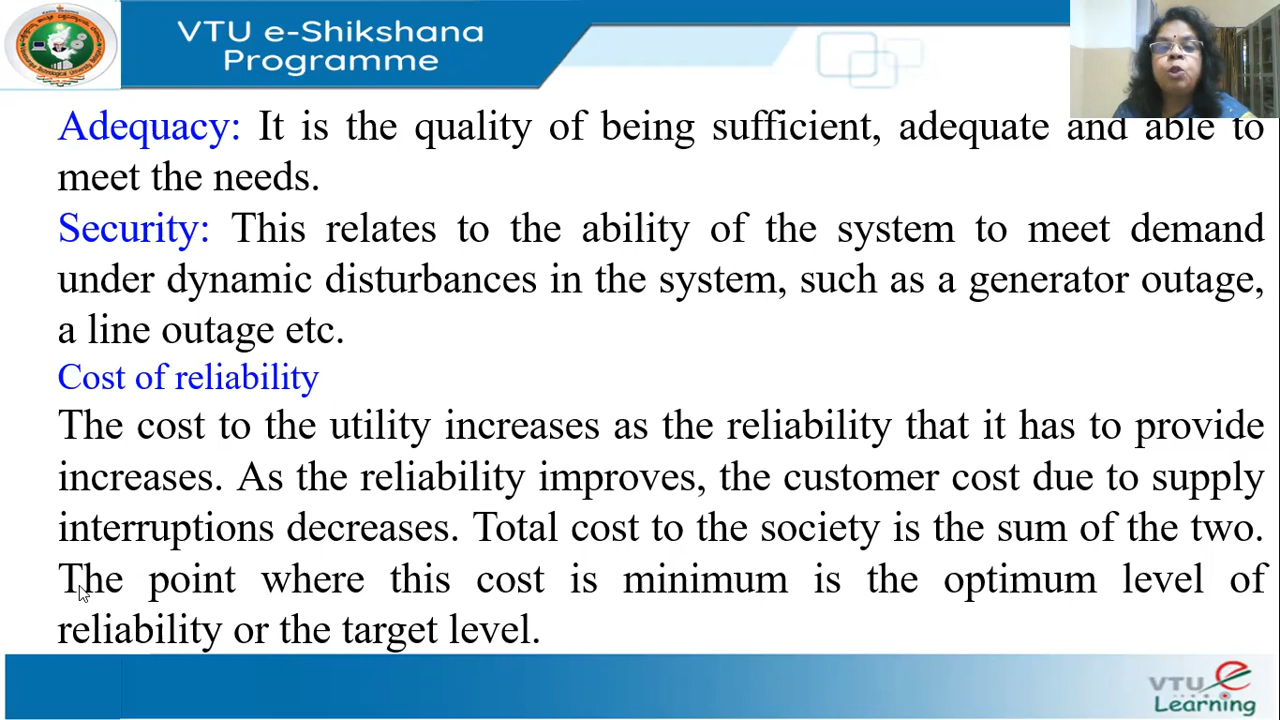 VTU e-Shikshana
Programme
Adequacy: It is the quality of being sufficient, adequate and able to
meet the needs.
Security: This relates to the ability of the system to meet demand
under dynamic disturbances in the system, such as a generator outage,
a line outage etc.
Cost of reliability
The cost to the utility increases as the reliability that it has to provide
increases. As the reliability improves, the customer cost due to supply
interruptions decreases. Total cost to the society is the sum of the two.
The point where this cost is minimum is the optimum level of
reliability or the target level.
VTU e
Learning